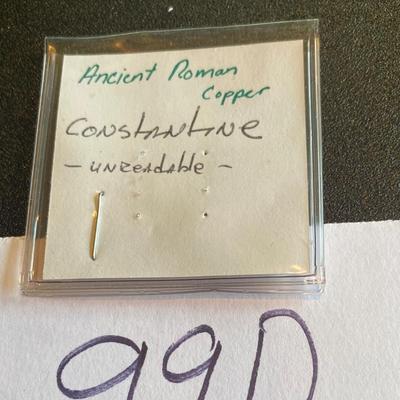 Ancient Roman
Copper
Constantine
- unreadable -
99D